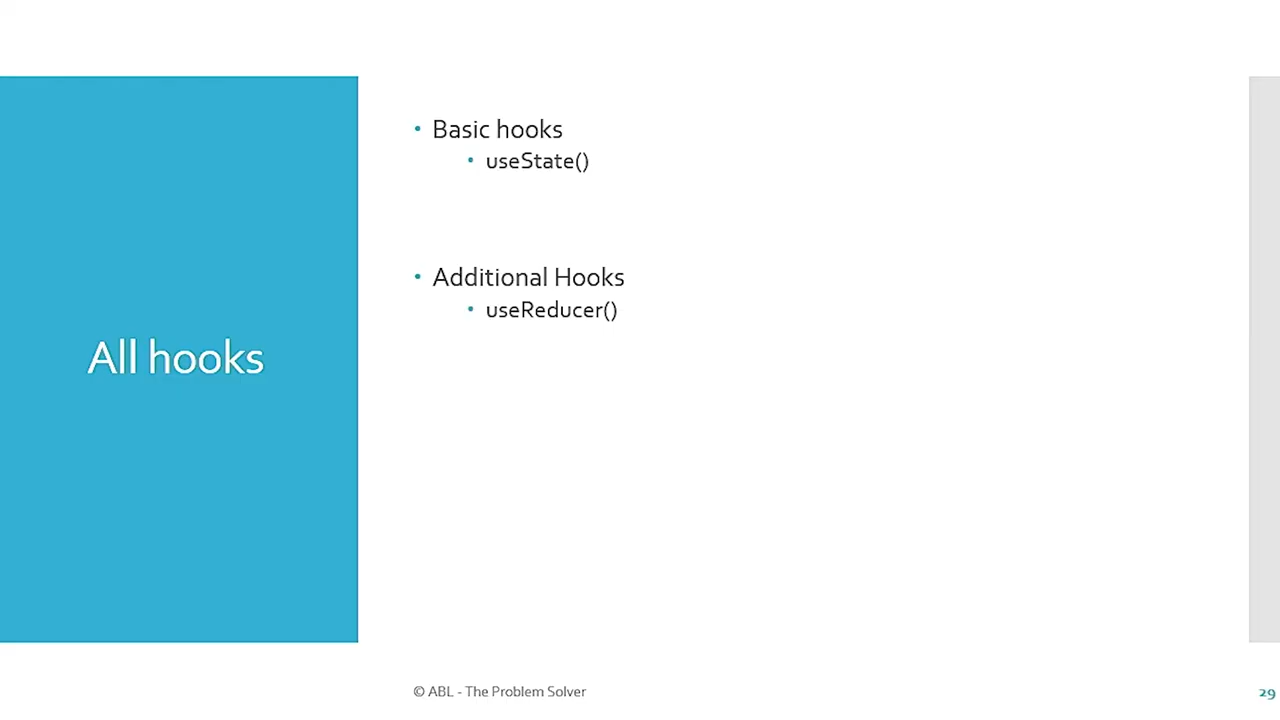 All hooks
• Basic hooks
• useState()
• Additional Hooks
• useReducer()
© ABL - The Problem Solver
29